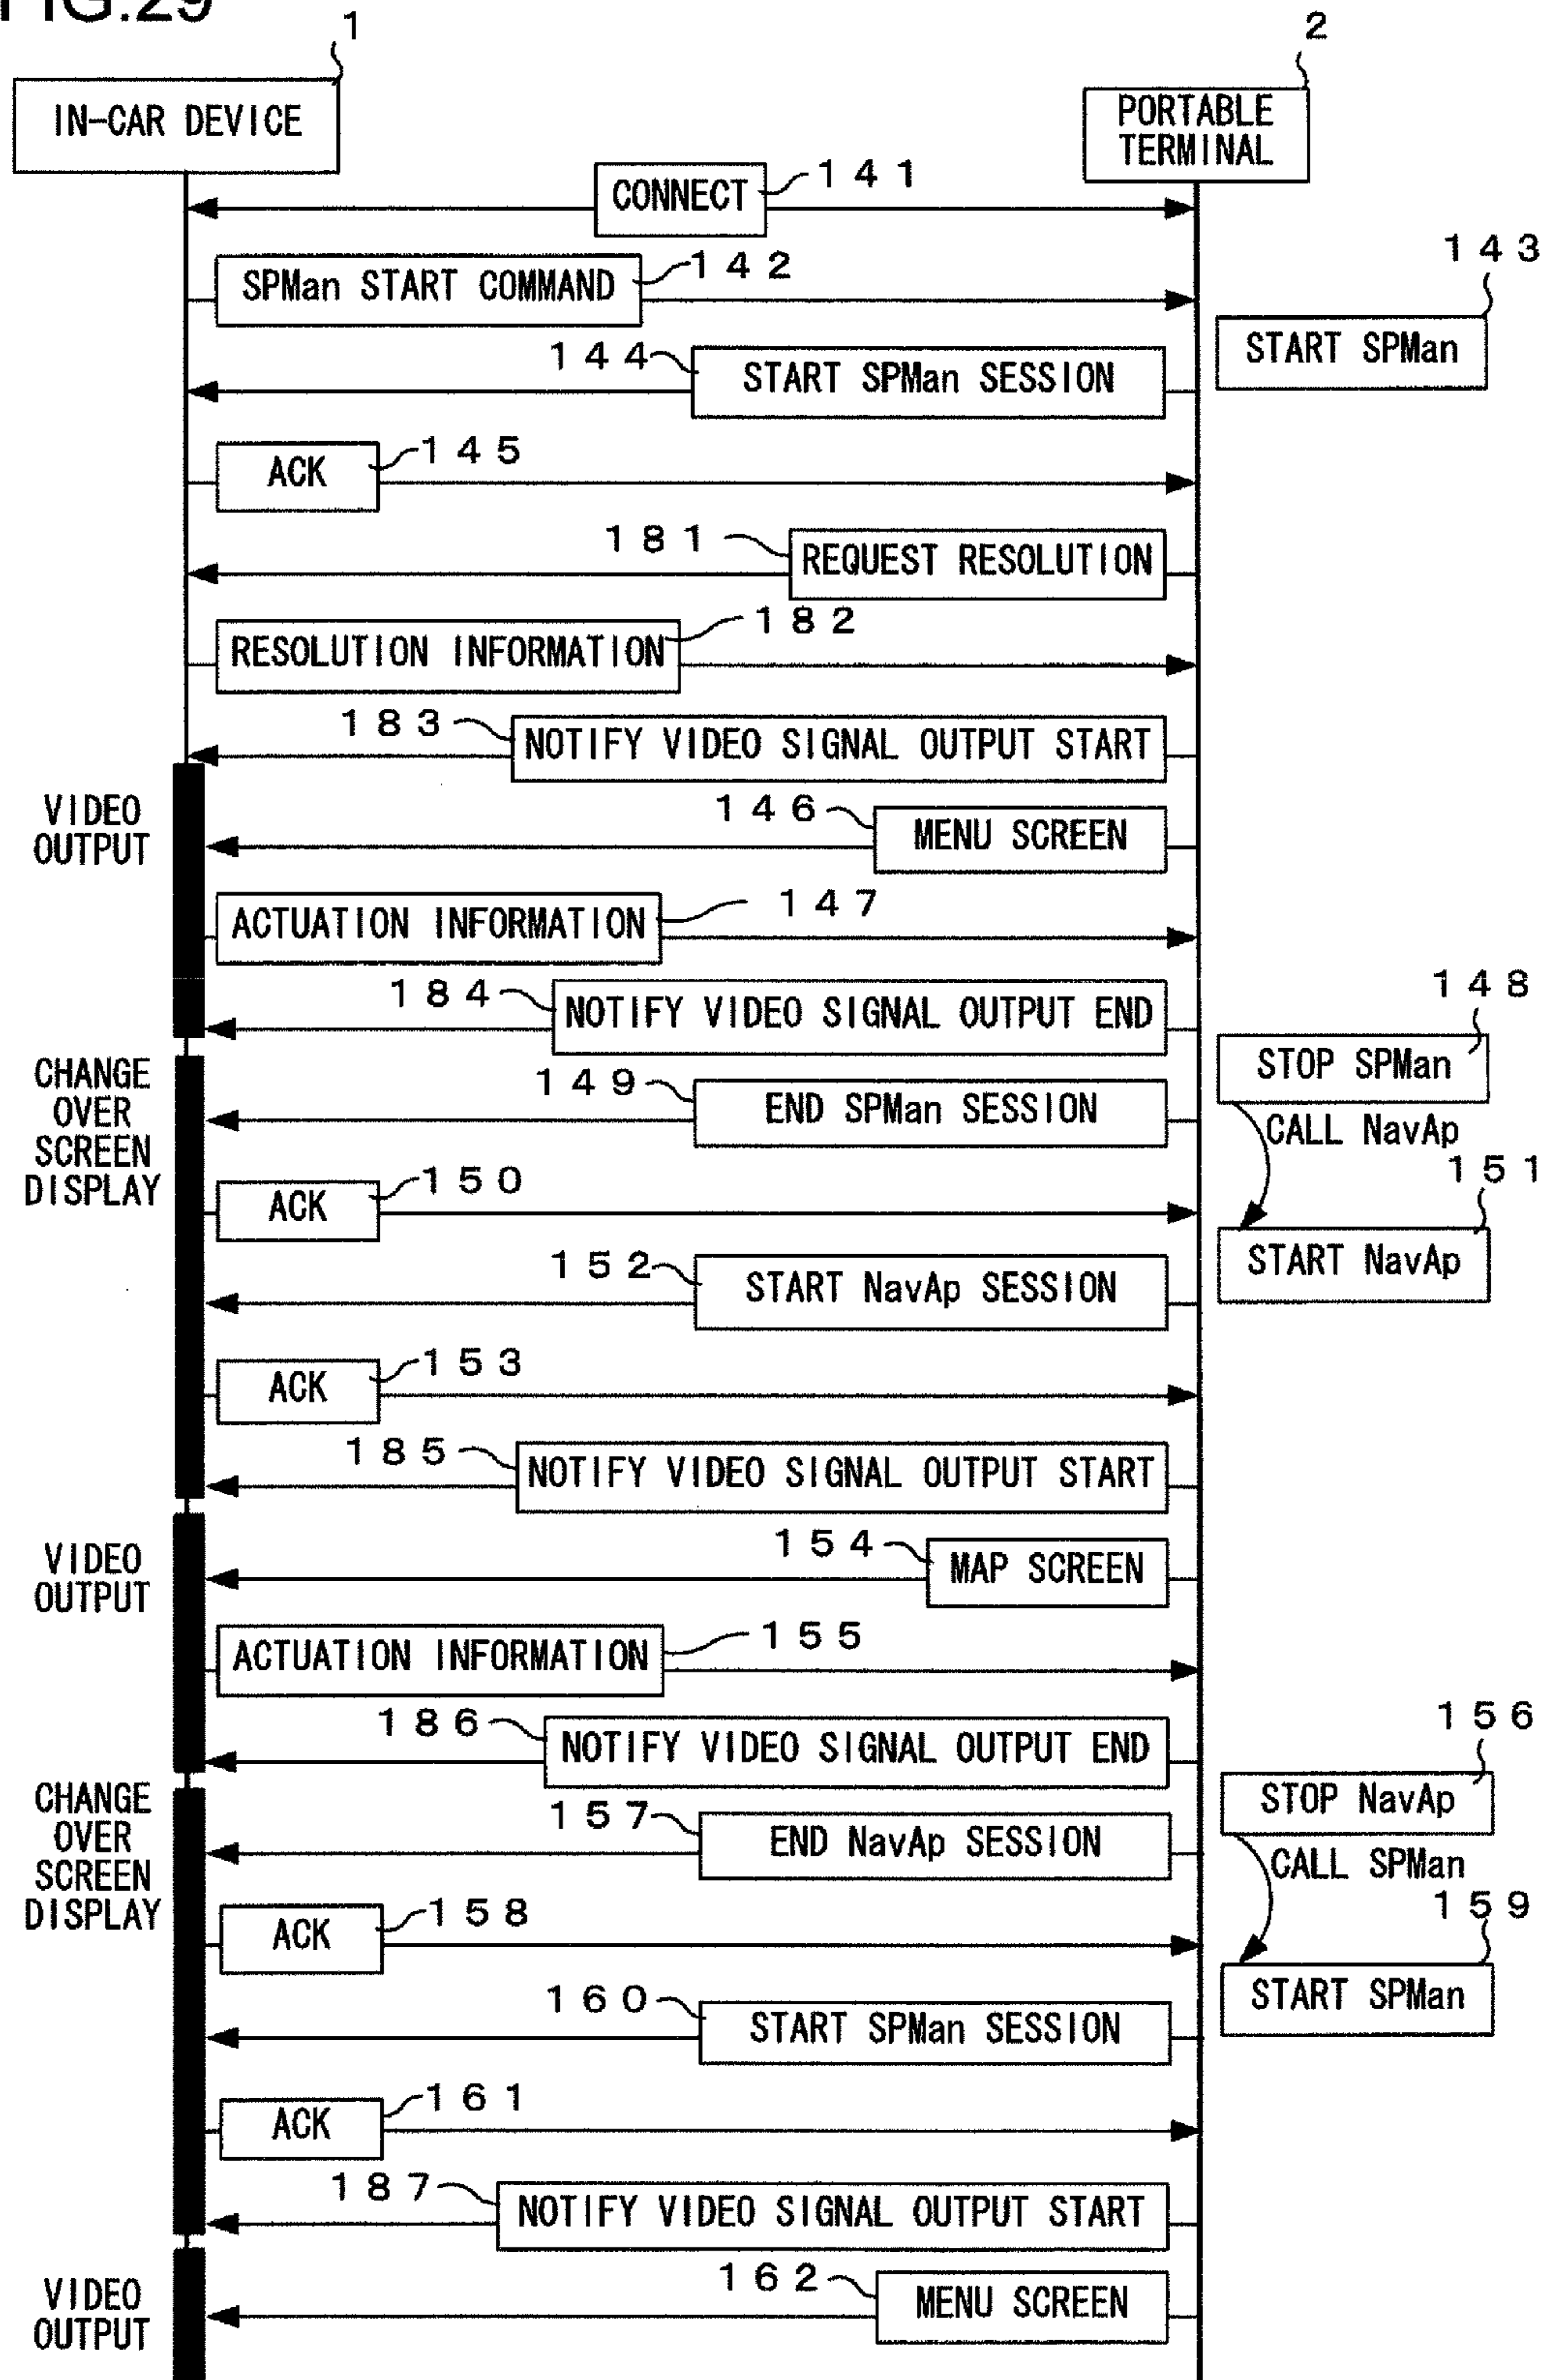 FIG.29
1
2
IN-CAR DEVICE
PORTABLE
TERMINAL
CONNECT
141
SPMan START COMMAND
142
143
START SPMan
144
START SPMan SESSION
ACK
145
181
REQUEST RESOLUTION
182
RESOLUTION INFORMATION
183
NOTIFY VIDEO SIGNAL OUTPUT START
VIDEO
OUTPUT
146
MENU SCREEN
ACTUATION INFORMATION
147
184
NOTIFY VIDEO SIGNAL OUTPUT END
148
STOP SPMan
CHANGE
OVER
SCREEN
DISPLAY
149
END SPMan SESSION
CALL NavAp
ACK
150
151
START NavAp
152
START NavAp SESSION
ACK
153
185
NOTIFY VIDEO SIGNAL OUTPUT START
VIDEO
OUTPUT
154
MAP SCREEN
ACTUATION INFORMATION
155
186
NOTIFY VIDEO SIGNAL OUTPUT END
156
STOP NavAp
CHANGE
OVER
SCREEN
DISPLAY
157
END NavAp SESSION
CALL SPMan
ACK
158
159
START SPMan
160
START SPMan SESSION
ACK
161
187
NOTIFY VIDEO SIGNAL OUTPUT START
VIDEO
OUTPUT
162
MENU SCREEN